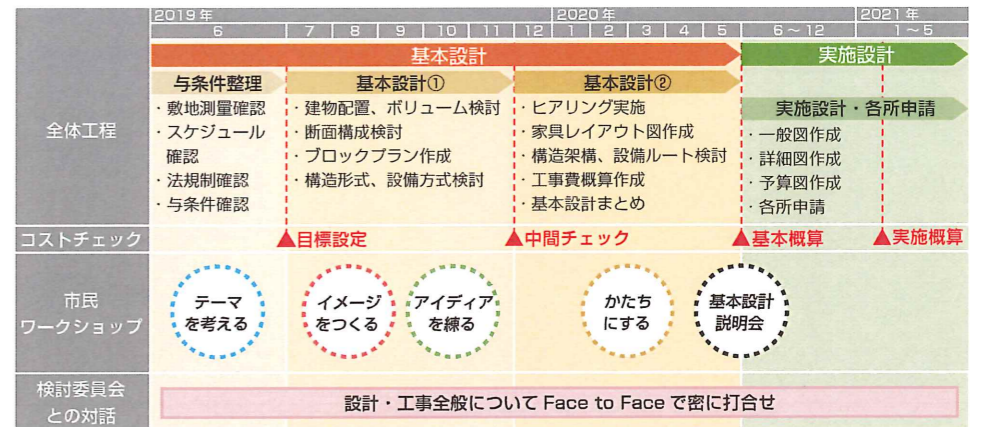 2019年
2020年
2021年
6
7
8
9
10
11
12
1
2
3
4
5
6～12
1～5
全体工程
基本設計
実施設計
与条件整理
・敷地測量確認
・スケジュール
確認
・法規制確認
・与条件確認
基本設計①
・建物配置、ボリューム検討
・断面構成検討
・ブロックプラン作成
・構造形式、設備方式検討
基本設計②
・ヒアリング実施
・家具レイアウト図作成
・構造架構、設備ルート検討
・工事費概算作成
・基本設計まとめ
実施設計・各所申請
・一般図作成
・詳細図作成
・予算図作成
・各所申請
コストチェック
▲目標設定
▲中間チェック
▲基本概算
▲実施概算
市民
ワークショップ
テーマ
を考える
イメージ
をつくる
アイディア
を練る
かたち
にする
基本設計
説明会
検討委員会
との対話
設計・工事全般について Face to Face で密に打合せ